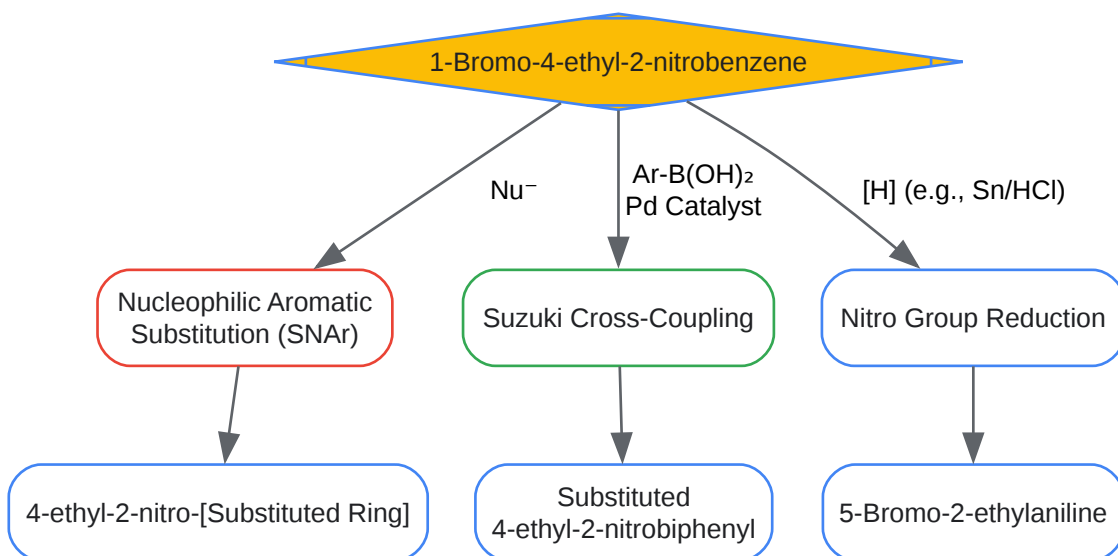 1-Bromo-4-ethyl-2-nitrobenzene
Nu⁻
Ar-B(OH)₂
Pd Catalyst
[H] (e.g., Sn/HCl)
Nucleophilic Aromatic
Substitution (SNAr)
Suzuki Cross-Coupling
Nitro Group Reduction
4-ethyl-2-nitro-[Substituted Ring]
Substituted
4-ethyl-2-nitrobiphenyl
5-Bromo-2-ethylaniline